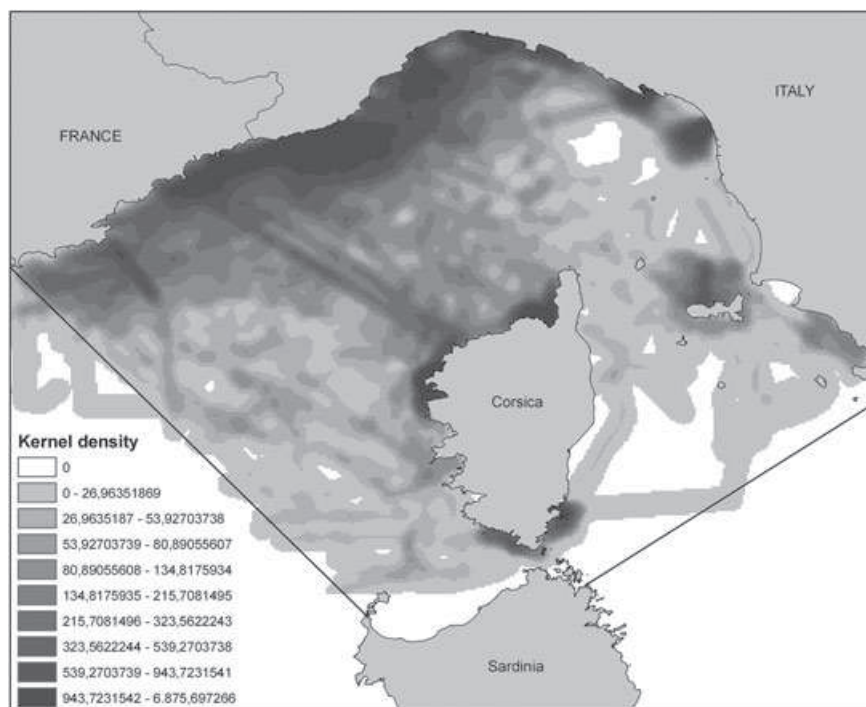 ITALY
FRANCE
Corsica
Kernel density
0
0 - 26,96351869
26,9635187 - 53,92703738
53,92703739 - 80,89055607
80,89055608 - 134,8175934
134,8175935 - 215,7081495
215,7081496 - 323,5622243
323,5622244 - 539,2703738
539,2703739 - 943,7231541
943,7231542 - 6.875,697266
Sardinia